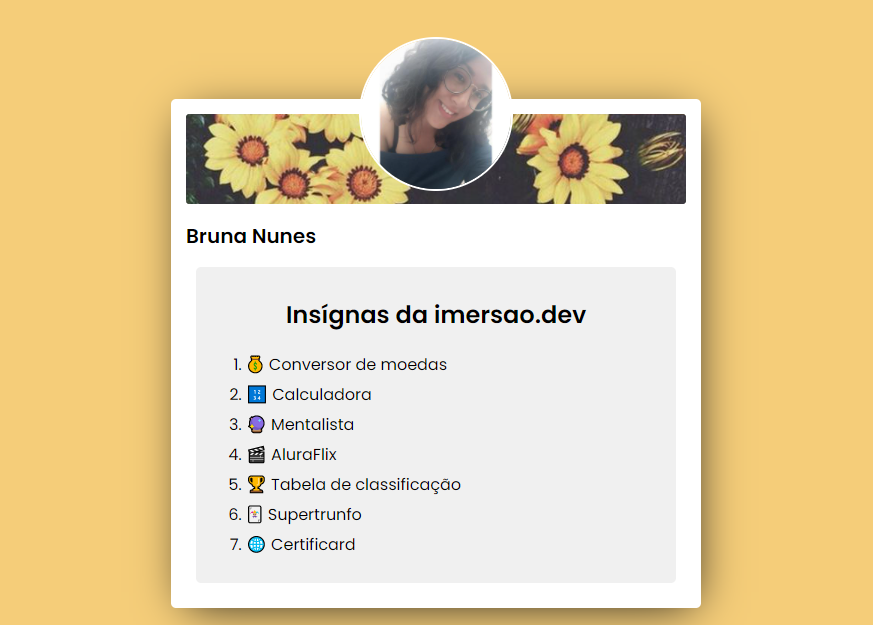 Bruna Nunes
Insígnas da imersao.dev
1. 💰 Conversor de moedas
2. 🔢 Calculadora
3. 🔮 Mentalista
4. 🎬 AluraFlix
5. 🏆 Tabela de classificação
6. 🃏 Supertrunfo
7. 🌐 Certificard